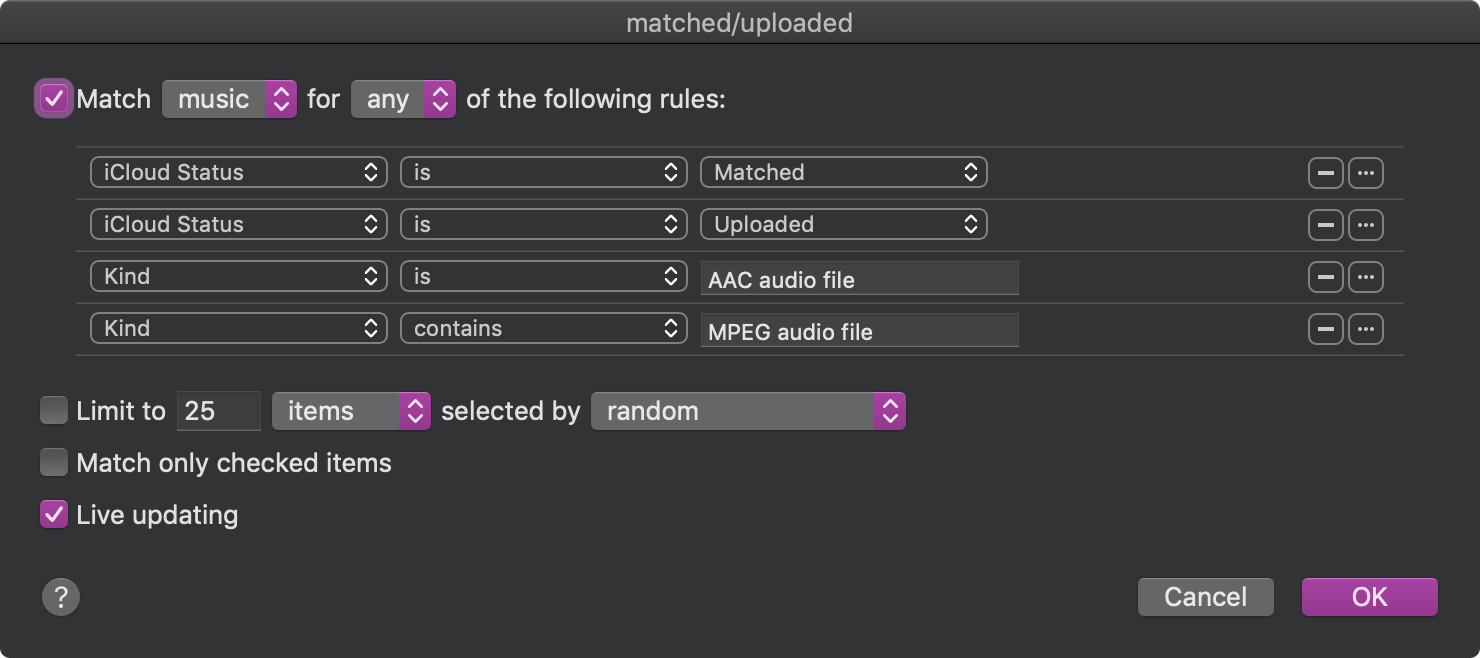 matched/uploaded
Match music for any of the following rules:
iCloud Status is Matched
iCloud Status is Uploaded
Kind is AAC audio file
Kind contains MPEG audio file
Limit to 25 items selected by random
Match only checked items
Live updating
? Cancel OK